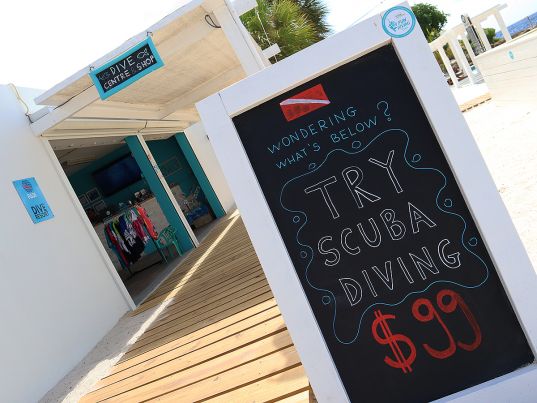 DIVE
CENTRE & SHOP
DIVE
WONDERING
WHAT'S BELOW?
TRY
SCUBA
DIVING
$99